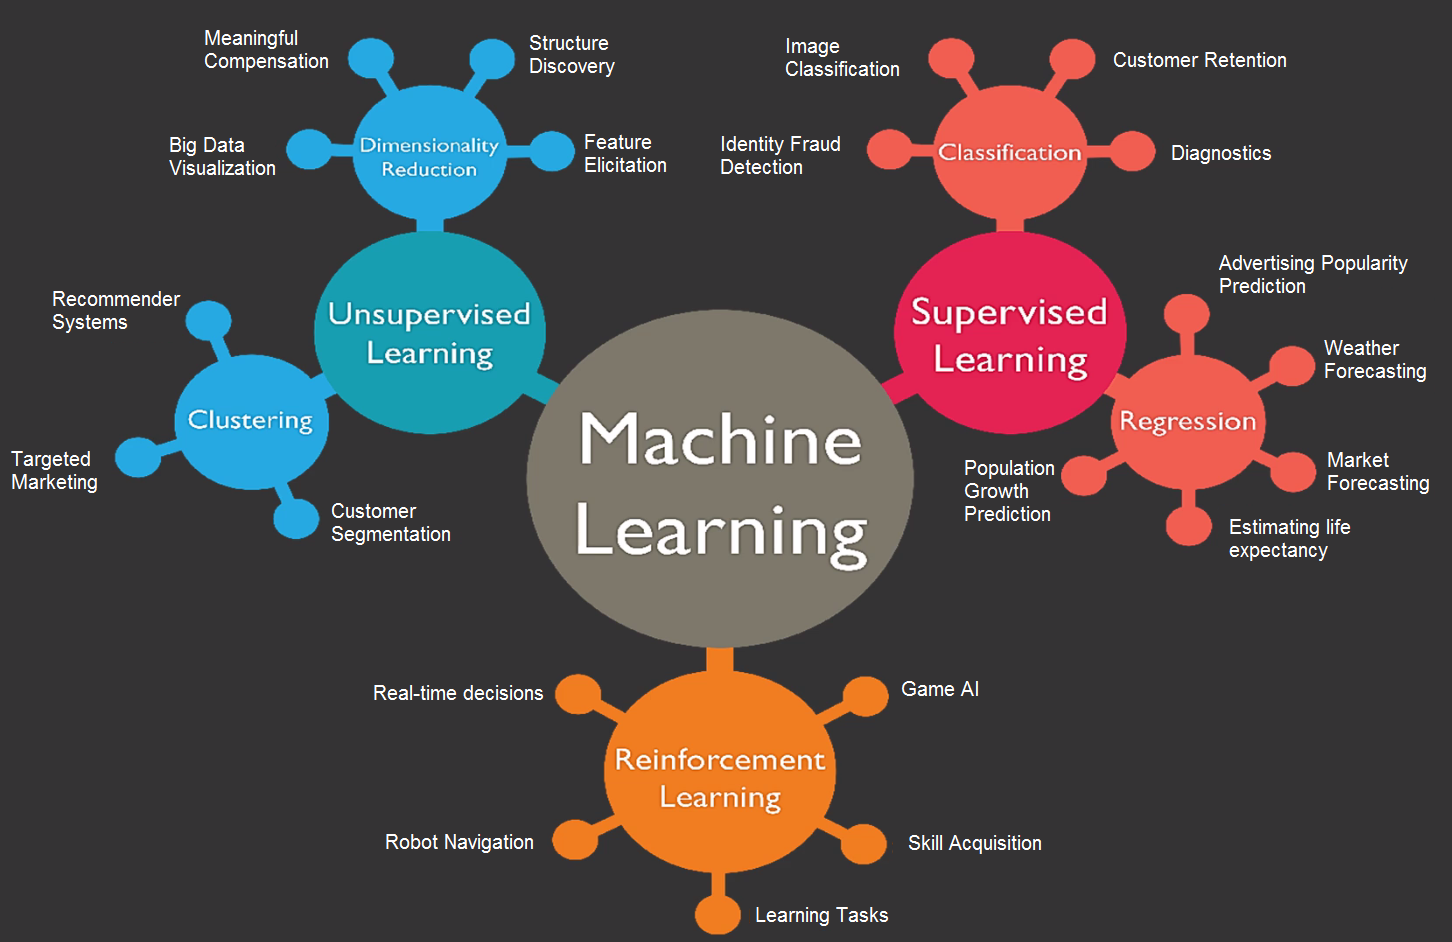 Meaningful
Compensation
Structure
Discovery
Big Data
Visualization
Dimensionality
Reduction
Feature
Elicitation
Image
Classification
Customer Retention
Identity Fraud
Detection
Classification
Diagnostics
Unsupervised
Learning
Recommender
Systems
Clustering
Targeted
Marketing
Customer
Segmentation
Supervised
Learning
Advertising Popularity
Prediction
Weather
Forecasting
Regression
Population
Growth
Prediction
Market
Forecasting
Estimating life
expectancy
Machine
Learning
Real-time decisions
Game AI
Reinforcement
Learning
Robot Navigation
Skill Acquisition
Learning Tasks